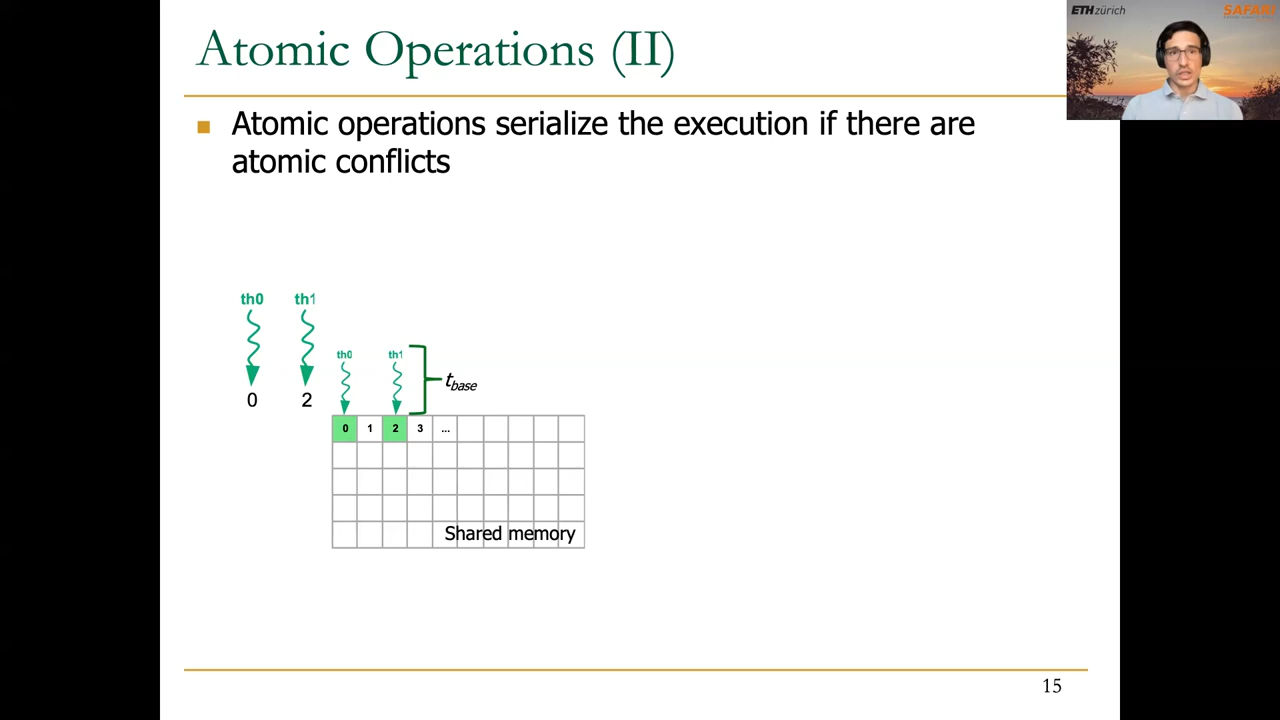 Atomic Operations (II)
ETH zürich
SAFARI
Atomic operations serialize the execution if there are
atomic conflicts
th0 th1
th0 th1
tbase
0 2
0 1 2 3 ...
Shared memory
15